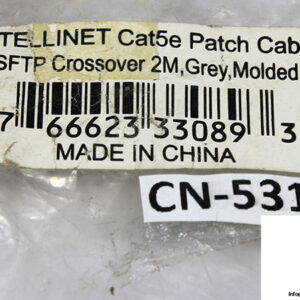 TELLINET Cat5e Patch Cab
SFTP Crossover 2M,Grey,Molded
7 66623 33089 3
MADE IN CHINA
CN-531